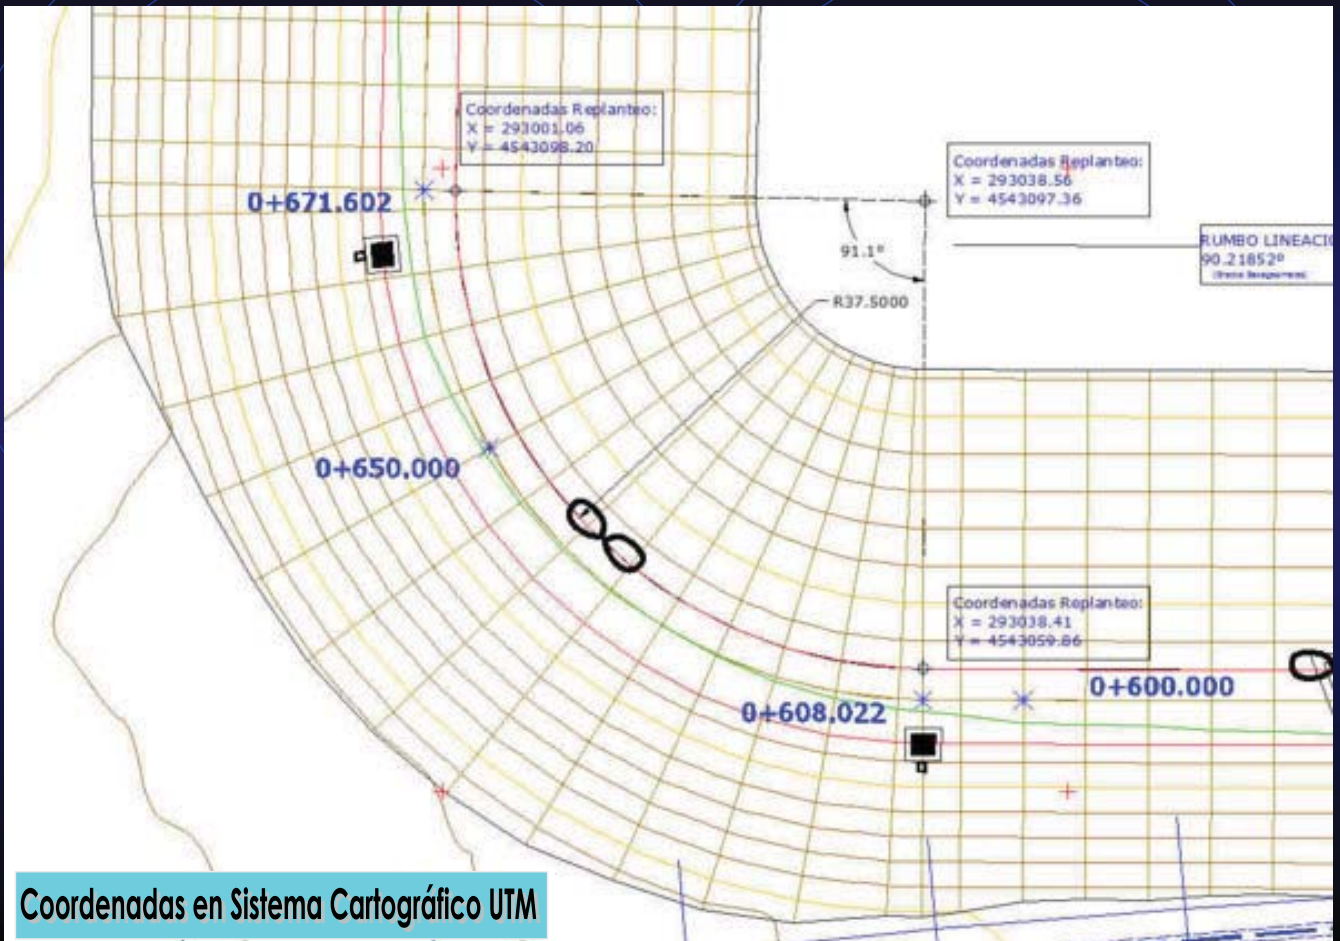 Coordenadas Replanteo:
X = 293001.06
Y = 4543098.20
Coordenadas Replanteo:
X = 293038.56
Y = 4543097.36
0+671.602
RUMBO LINEACIO
90.21852º
91.1º
R37.5000
0+650.000
Coordenadas Replanteo:
X = 293038.41
Y = 4543059.86
0+600.000
0+608.022
Coordenadas en Sistema Cartográfico UTM